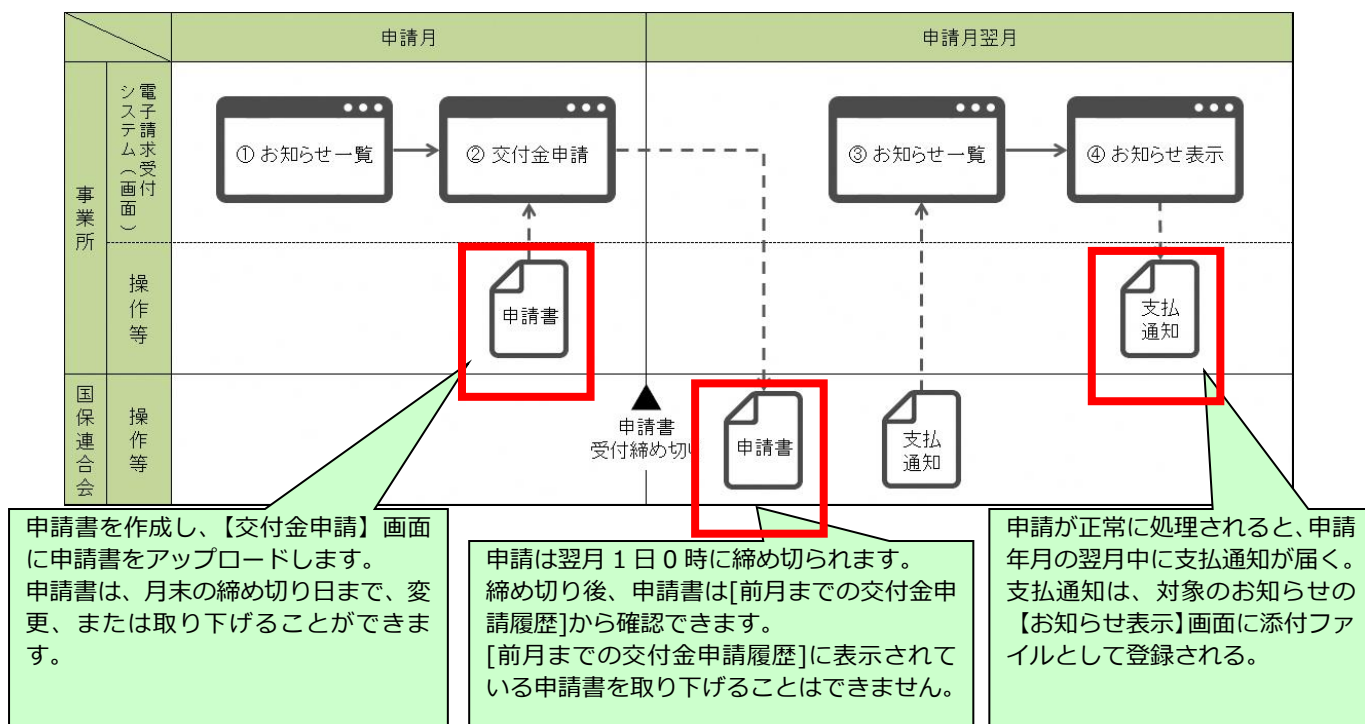 申請月
申請月翌月
事業所
電子請求受付
システム(画面)
① お知らせ一覧
② 交付金申請
③ お知らせ一覧
④ お知らせ表示
操作等
申請書
支払
通知
国保連合会
操作等
申請書
受付締め切り
申請書
支払
通知
申請書を作成し、【交付金申請】画面
に申請書をアップロードします。
申請書は、月末の締め切り日まで、変
更、または取り下げることができま
す。
申請は翌月1日0時に締め切られます。
締め切り後、申請書は[前月までの交付金申
請履歴]から確認できます。
[前月までの交付金申請履歴]に表示されて
いる申請書を取り下げることはできません。
申請が正常に処理されると、申請
年月の翌月中に支払通知が届く。
支払通知は、対象のお知らせの
【お知らせ表示】画面に添付ファ
イルとして登録される。